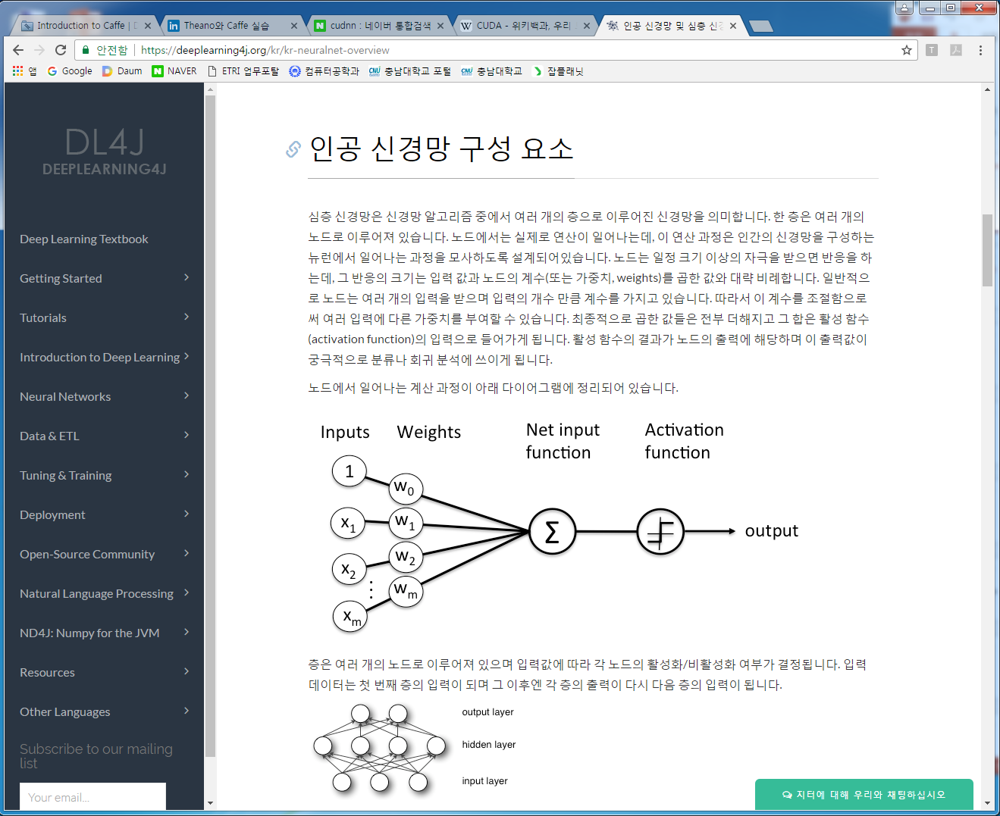 Introduction to Caffe | D
Theano와 Caffe 실습
cudnn : 네이버 통합검색
CUDA - 위키백과, 우리
인공 신경망 및 심층 신경
안전함
https://deeplearning4j.org/kr/kr-neuralnet-overview
앱
Google
Daum
NAVER
ETRI 업무포탈
컴퓨터공학과
충남대학교 포털
충남대학교
잡플래닛
DL4J
DEEPLEARNING4J
Deep Learning Textbook
Getting Started
Tutorials
Introduction to Deep Learning
Neural Networks
Data & ETL
Tuning & Training
Deployment
Open-Source Community
Natural Language Processing
ND4J: Numpy for the JVM
Resources
Other Languages
Subscribe to our mailing
list
Your email...
인공 신경망 구성 요소
심층 신경망은 신경망 알고리즘 중에서 여러 개의 층으로 이루어진 신경망을 의미합니다. 한 층은 여러 개의
노드로 이루어져 있습니다. 노드에서는 실제로 연산이 일어나는데, 이 연산 과정은 인간의 신경망을 구성하는
뉴런에서 일어나는 과정을 모사하도록 설계되어있습니다. 노드는 일정 크기 이상의 자극을 받으면 반응을 하
는데, 그 반응의 크기는 입력 값과 노드의 계수(또는 가중치, weights)를 곱한 값와 대략 비례합니다. 일반적으
로 노드는 여러 개의 입력을 받으며 입력의 개수 만큼 계수를 가지고 있습니다. 따라서 이 계수를 조절함으로
써 여러 입력에 다른 가중치를 부여할 수 있습니다. 최종적으로 곱한 값들은 전부 더해지고 그 합은 활성 함수
(activation function)의 입력으로 들어가게 됩니다. 활성 함수의 결과가 노드의 출력에 해당하며 이 출력값이
궁극적으로 분류나 회귀 분석에 쓰이게 됩니다.
노드에서 일어나는 계산 과정이 아래 다이어그램에 정리되어 있습니다.
Inputs Weights Net input function Activation function
1 w0
x1 w1
x2 w2
⋮
xm wm
Σ
output
층은 여러 개의 노드로 이루어져 있으며 입력값에 따라 각 노드의 활성화/비활성화 여부가 결정됩니다. 입력
데이터는 첫 번째 층의 입력이 되며 그 이후엔 각 층의 출력이 다시 다음 층의 입력이 됩니다.
output layer
hidden layer
input layer
지터에 대해 우리와 채팅하십시오